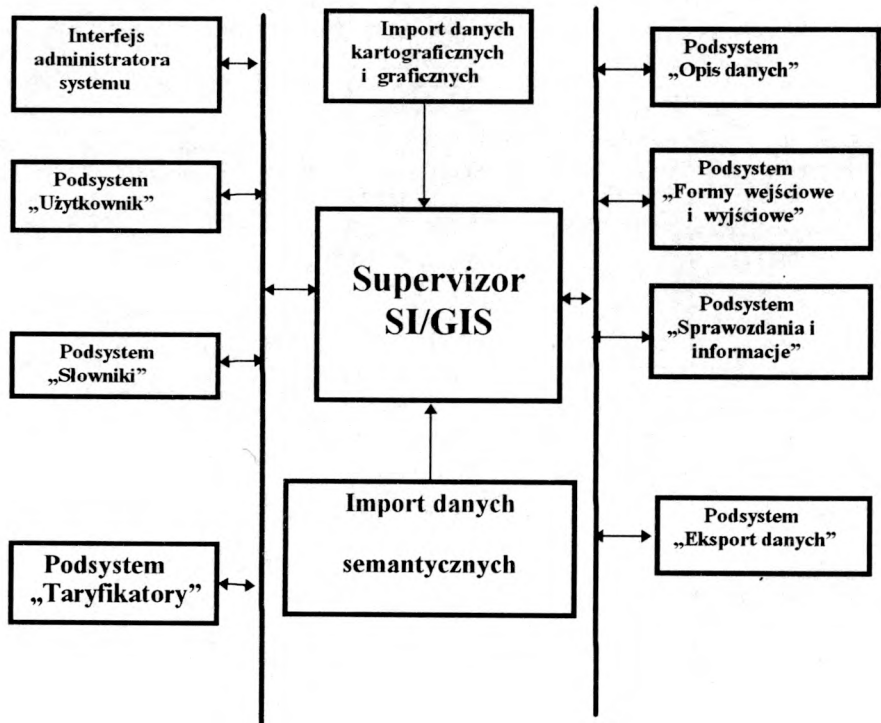 Interfejs
administratora
systemu
Podsystem
„Użytkownik”
Podsystem
„Słowniki”
Podsystem
„Taryfikatory”
Import danych
kartograficznych
i graficznych
Supervizor
SI/GIS
Import danych
semantycznych
Podsystem
„Opis danych”
Podsystem
„Formy wejściowe
i wyjściowe”
Podsystem
„Sprawozdania i
informacje”
Podsystem
„Eksport danych”